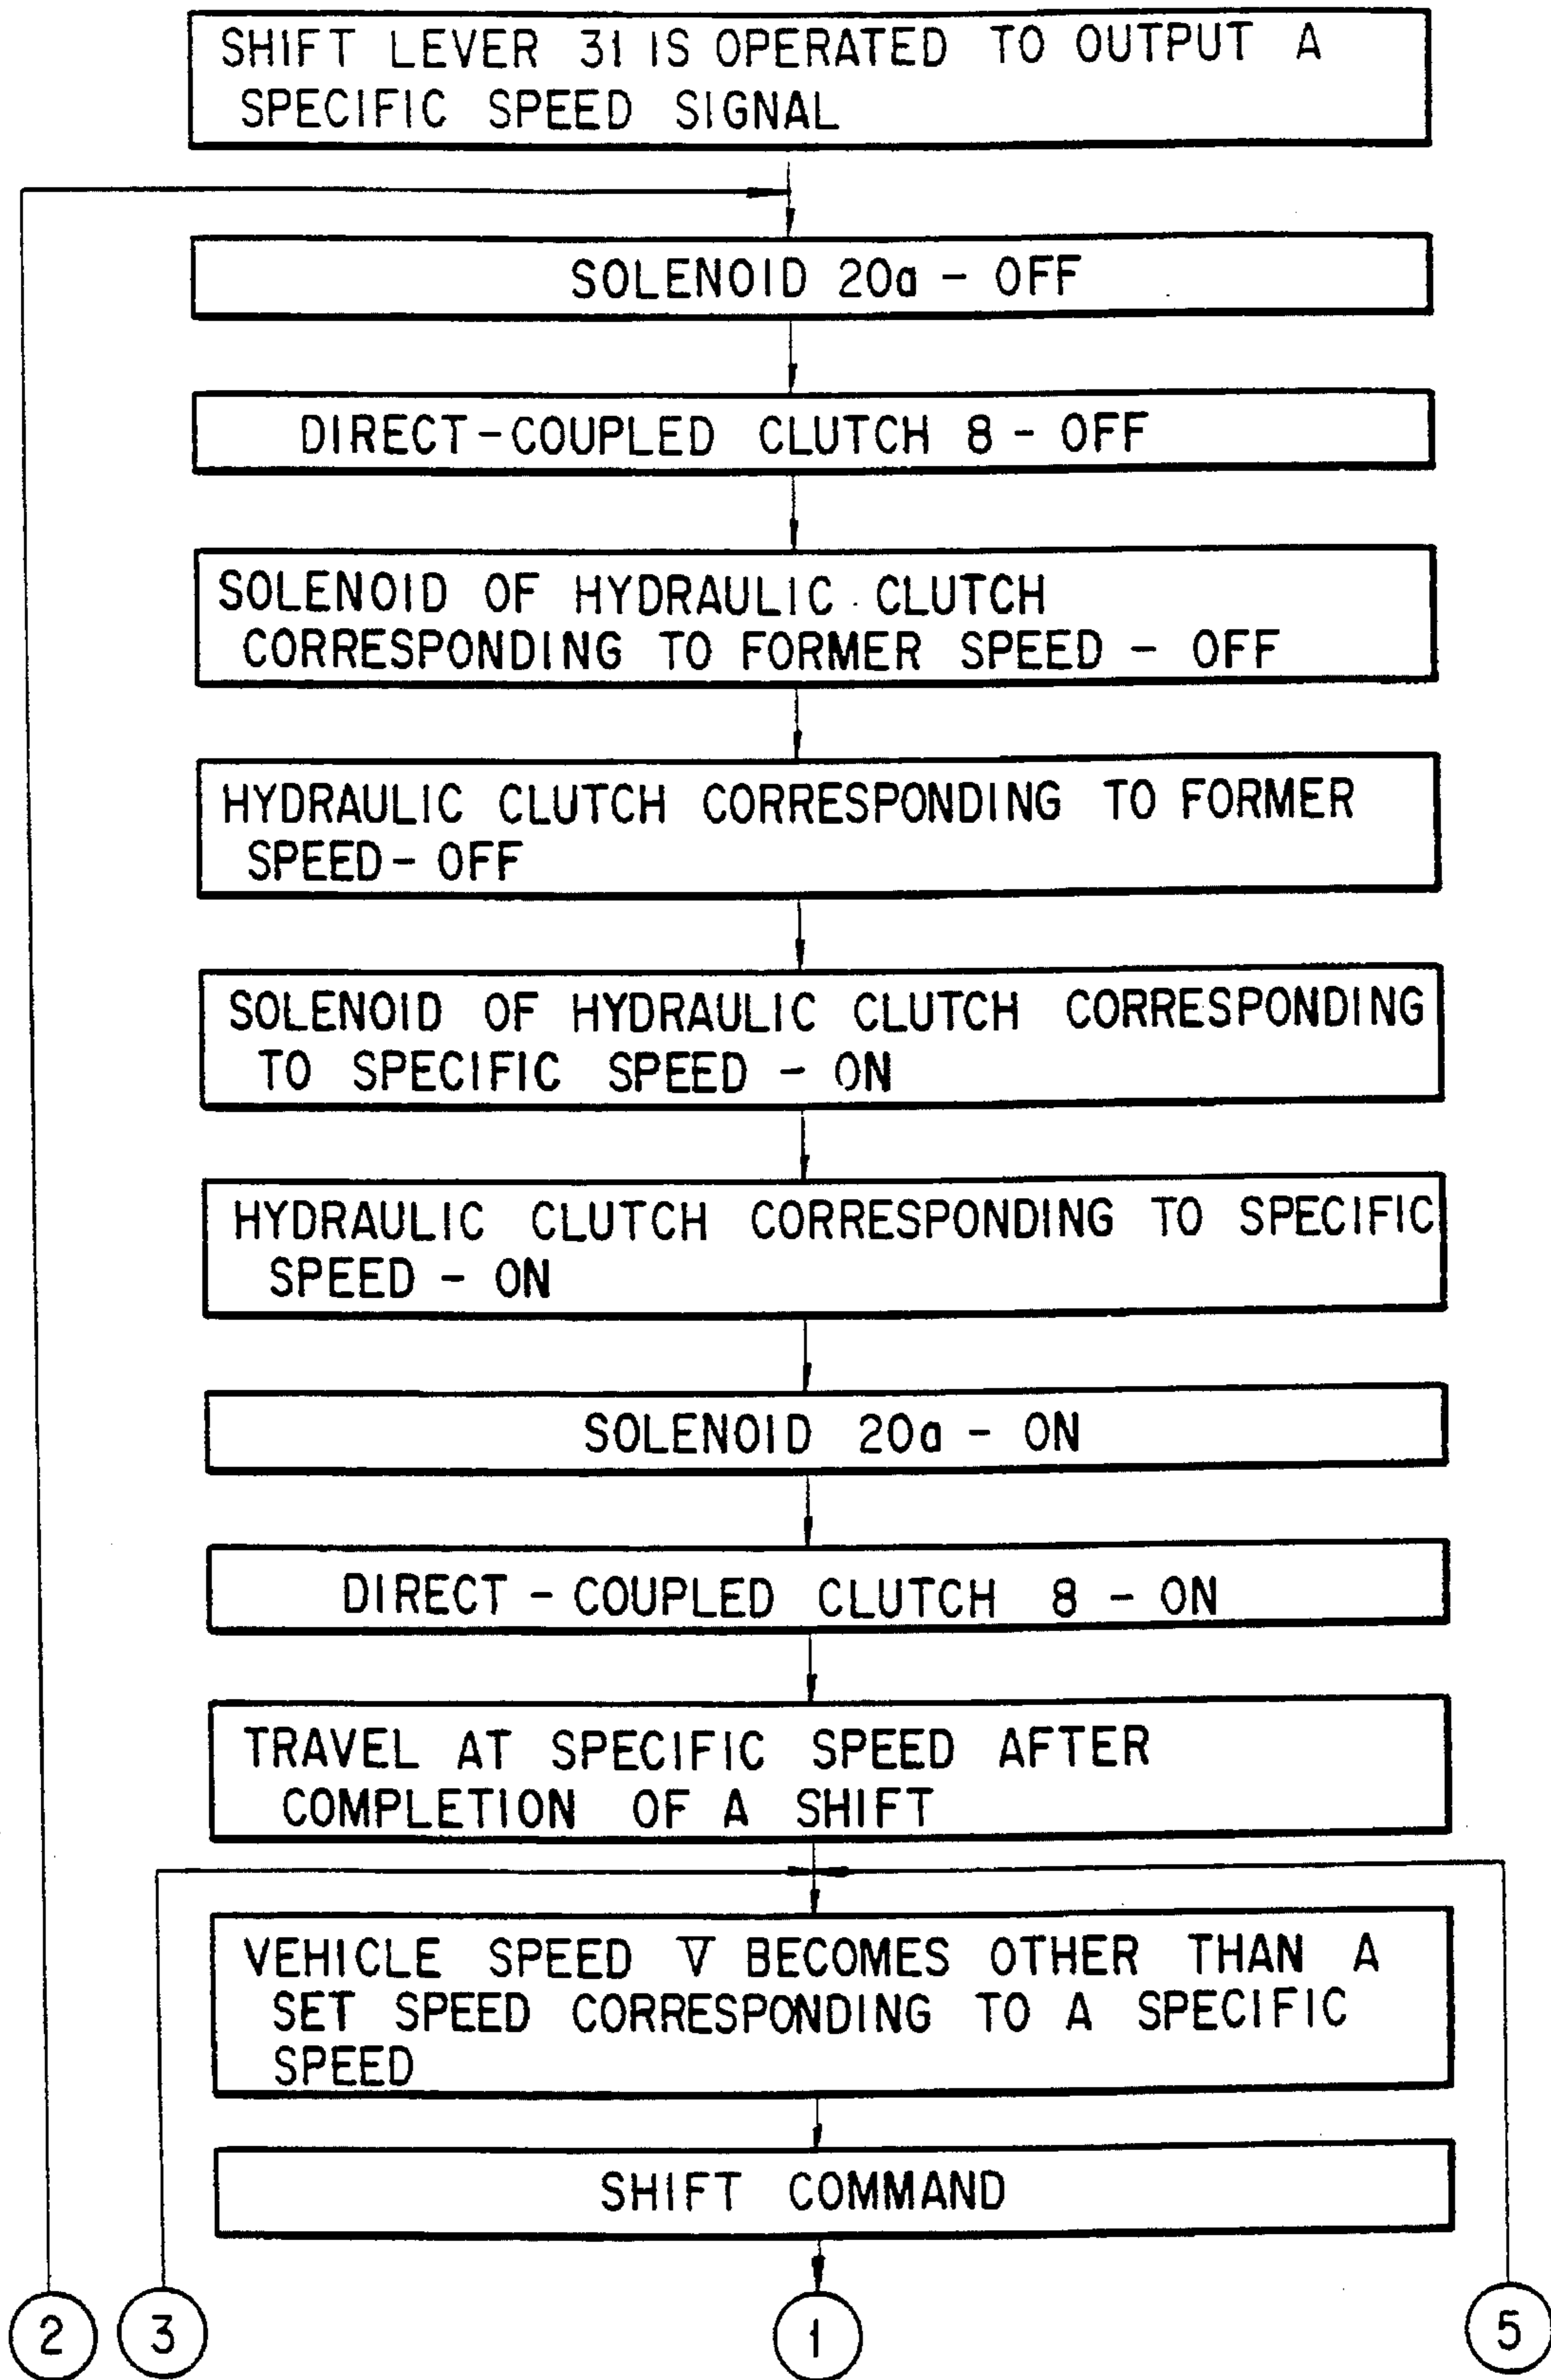 SHIFT LEVER 31 IS OPERATED TO OUTPUT A
SPECIFIC SPEED SIGNAL
SOLENOID 20a - OFF
DIRECT-COUPLED CLUTCH 8 - OFF
SOLENOID OF HYDRAULIC CLUTCH
CORRESPONDING TO FORMER SPEED - OFF
HYDRAULIC CLUTCH CORRESPONDING TO FORMER
SPEED - OFF
SOLENOID OF HYDRAULIC CLUTCH CORRESPONDING
TO SPECIFIC SPEED - ON
HYDRAULIC CLUTCH CORRESPONDING TO SPECIFIC
SPEED - ON
SOLENOID 20a - ON
DIRECT - COUPLED CLUTCH 8 - ON
TRAVEL AT SPECIFIC SPEED AFTER
COMPLETION OF A SHIFT
VEHICLE SPEED V BECOMES OTHER THAN A
SET SPEED CORRESPONDING TO A SPECIFIC
SPEED
SHIFT COMMAND
2 3 1 5